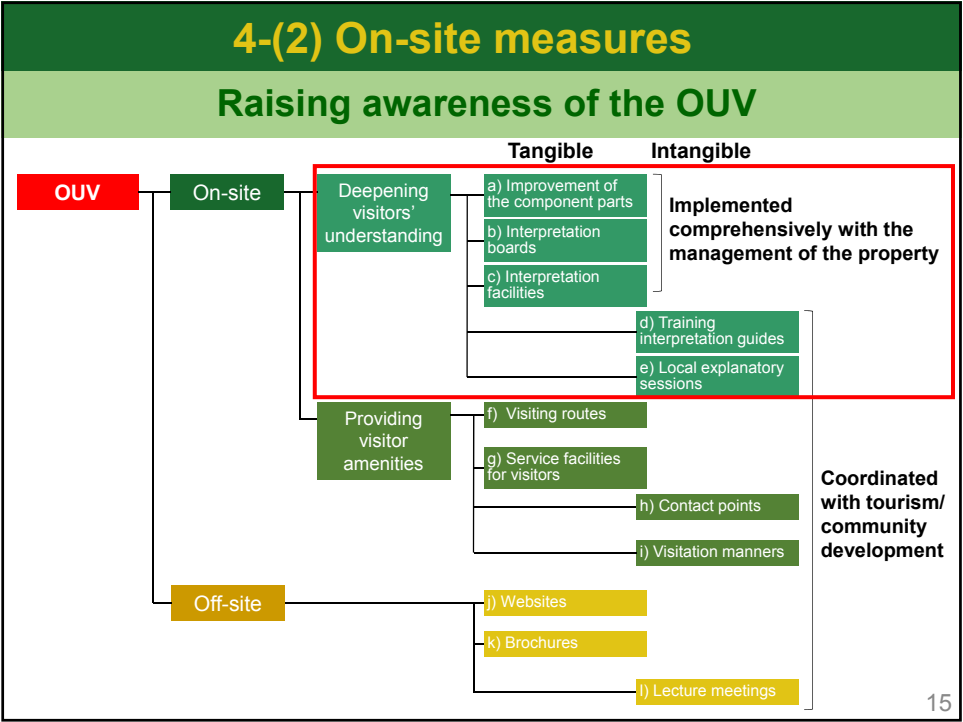 4-(2) On-site measures
Raising awareness of the OUV
Tangible
Intangible
OUV
On-site
Deepening
visitors’
understanding
a) Improvement of
the component parts
b) Interpretation
boards
c) Interpretation
facilities
Implemented
comprehensively with the
management of the property
d) Training
interpretation guides
e) Local explanatory
sessions
Providing
visitor
amenities
f) Visiting routes
g) Service facilities
for visitors
h) Contact points
i) Visitation manners
Coordinated
with tourism/
community
development
Off-site
j) Websites
k) Brochures
l) Lecture meetings
15